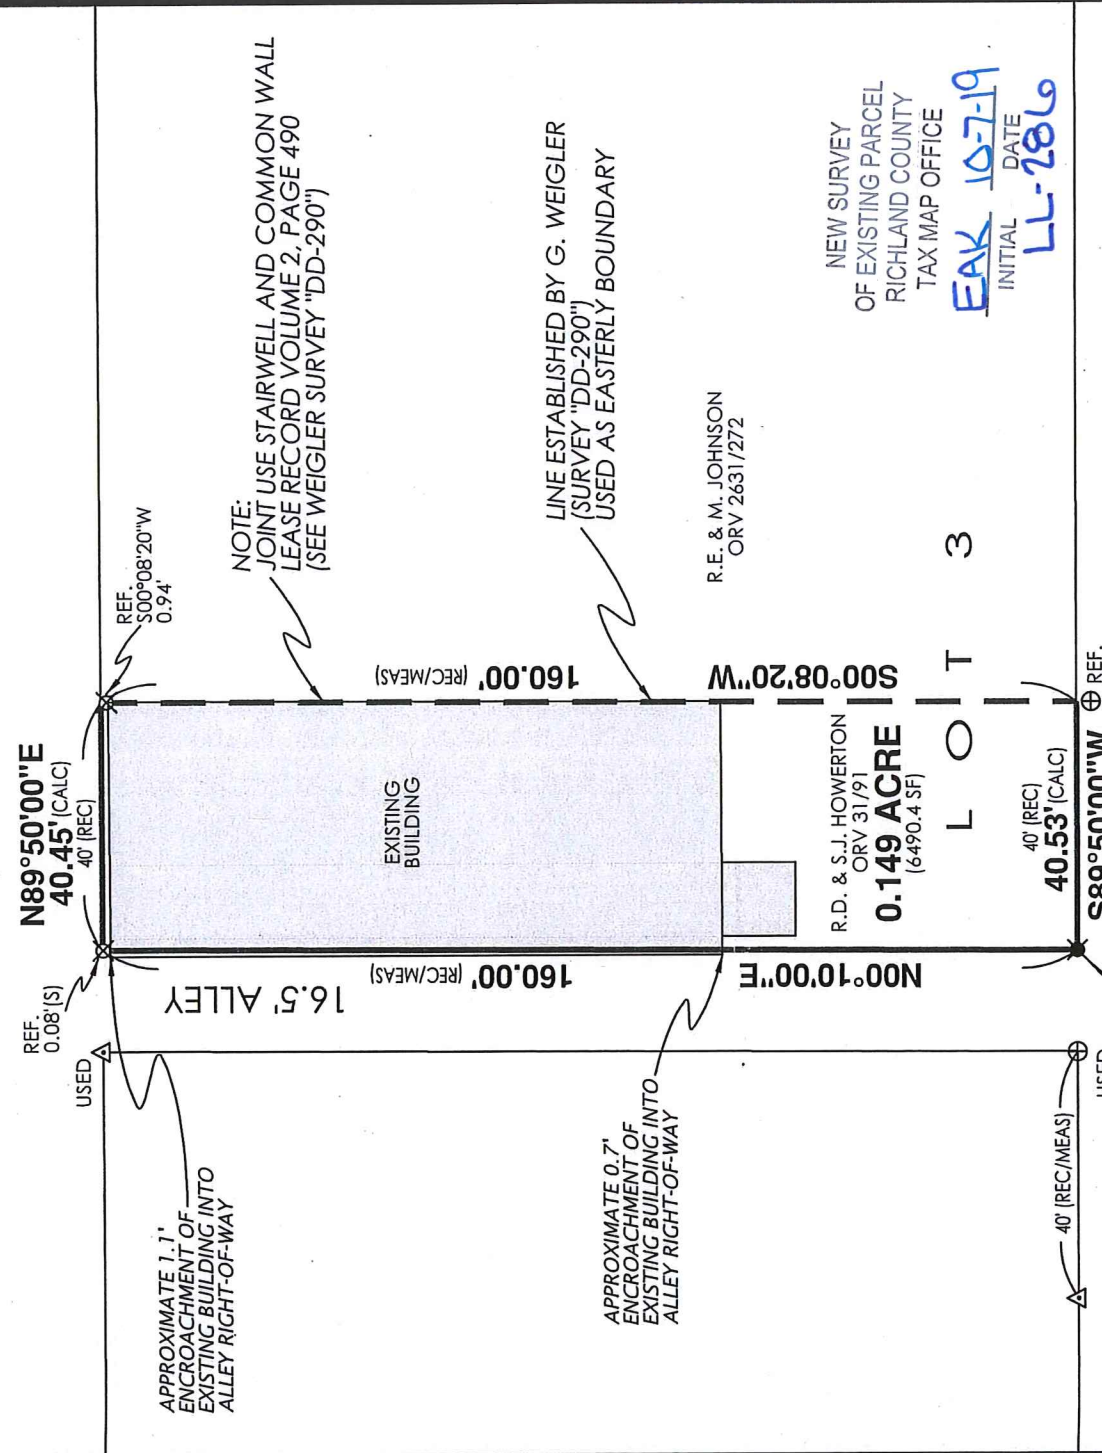 N89°50'00"E
40.45' (CALC)
40' (REC)
REF.
0.08'(S)
USED
REF.
S00°08'20"W
0.94'
NOTE:
JOINT USE STAIRWELL AND COMMON WALL
LEASE RECORD VOLUME 2, PAGE 490
(SEE WEIGLER SURVEY "DD-290")
16.5' ALLEY
160.00' (REC/MEAS)
N00°10'00"E
EXISTING
BUILDING
160.00' (REC/MEAS)
S00°08'20"W
LINE ESTABLISHED BY G. WEIGLER
(SURVEY "DD-290")
USED AS EASTERLY BOUNDARY
APPROXIMATE 1.1'
ENCROACHMENT OF
EXISTING BUILDING INTO
ALLEY RIGHT-OF-WAY
APPROXIMATE 0.7'
ENCROACHMENT OF
EXISTING BUILDING INTO
ALLEY RIGHT-OF-WAY
R.E. & M. JOHNSON
ORV 2631/272
R.D. & S.J. HOWERTON
ORV 31/91
0.149 ACRE
(6490.4 SF)
LOT 3
NEW SURVEY
OF EXISTING PARCEL
RICHLAND COUNTY
TAX MAP OFFICE
EAK 10-7-19
INITIAL DATE
LL-286
40' (REC)
40.53' (CALC)
S89°50'00"W
REF.
40' (REC/MEAS)
USED